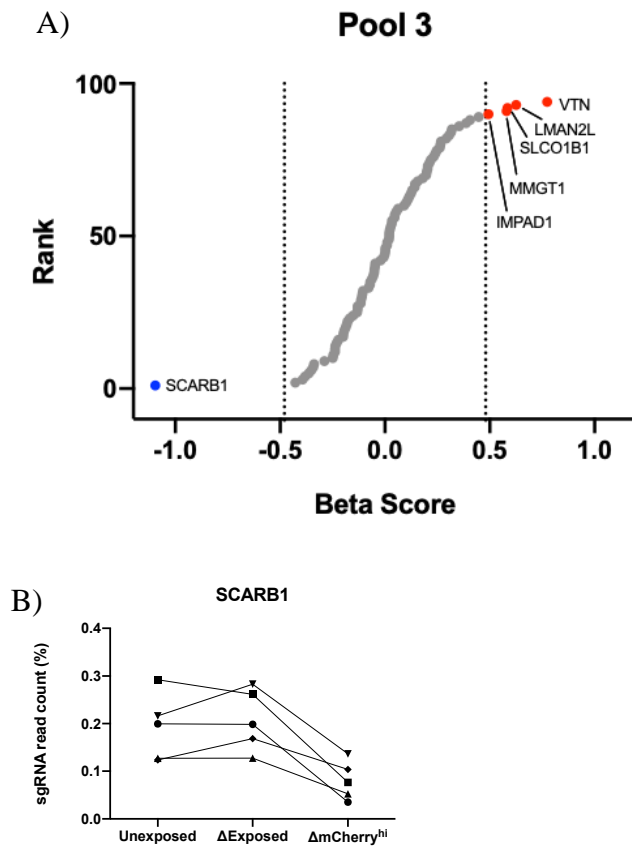 A)
Pool 3
100
50
0
Rank
VTN
LMAN2L
SLCO1B1
MMGT1
IMPAD1
SCARB1
-1.0 -0.5 0.0 0.5 1.0
Beta Score
B)
SCARB1
0.4
0.3
0.2
0.1
0.0
sgRNA read count (%)
Unexposed ΔExposed ΔmCherryhi